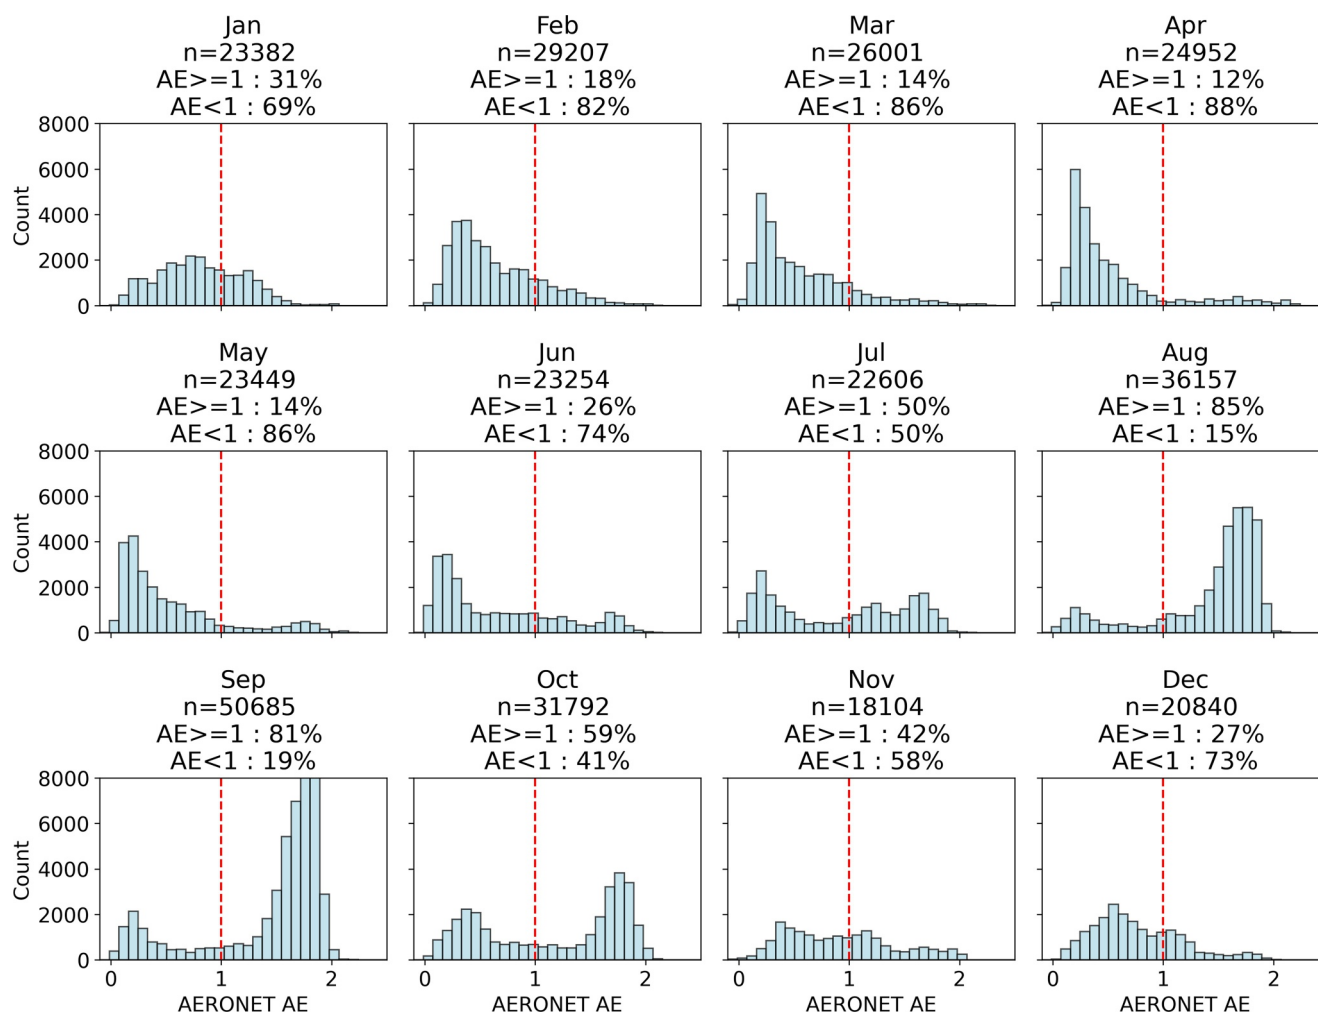 Jan
n=23382
AE>=1 : 31%
AE<1 : 69%
Feb
n=29207
AE>=1 : 18%
AE<1 : 82%
Mar
n=26001
AE>=1 : 14%
AE<1 : 86%
Apr
n=24952
AE>=1 : 12%
AE<1 : 88%
8000
6000
4000
2000
0
Count
May
n=23449
AE>=1 : 14%
AE<1 : 86%
Jun
n=23254
AE>=1 : 26%
AE<1 : 74%
Jul
n=22606
AE>=1 : 50%
AE<1 : 50%
Aug
n=36157
AE>=1 : 85%
AE<1 : 15%
8000
6000
4000
2000
0
Count
Sep
n=50685
AE>=1 : 81%
AE<1 : 19%
Oct
n=31792
AE>=1 : 59%
AE<1 : 41%
Nov
n=18104
AE>=1 : 42%
AE<1 : 58%
Dec
n=20840
AE>=1 : 27%
AE<1 : 73%
8000
6000
4000
2000
0
Count
0 1 2
AERONET AE
0 1 2
AERONET AE
0 1 2
AERONET AE
0 1 2
AERONET AE